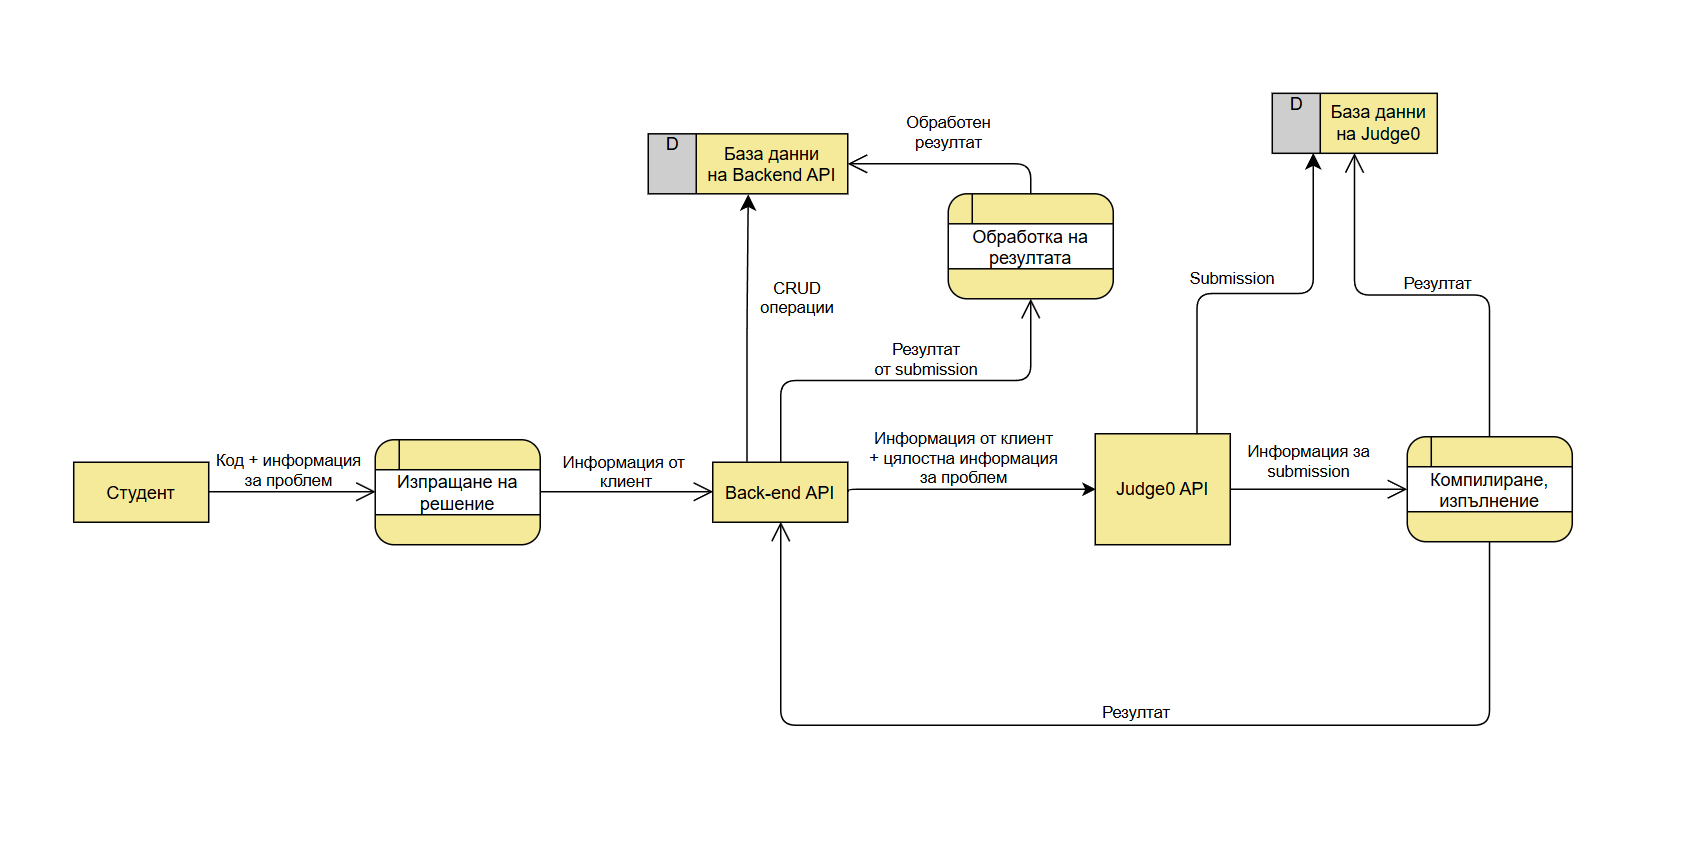 D
База данни
на Judge0
Обработен
резултат
D
База данни
на Backend API
Обработка на
резултата
Submission
Резултат
CRUD
операции
Резултат
от submission
Код + информация
за проблем
Информация от
клиент
Информация от клиент
+ цялостна информация
за проблем
Информация за
submission
Студент
Изпращане на
решение
Back-end API
Judge0 API
Компилиране,
изпълнение
Резултат